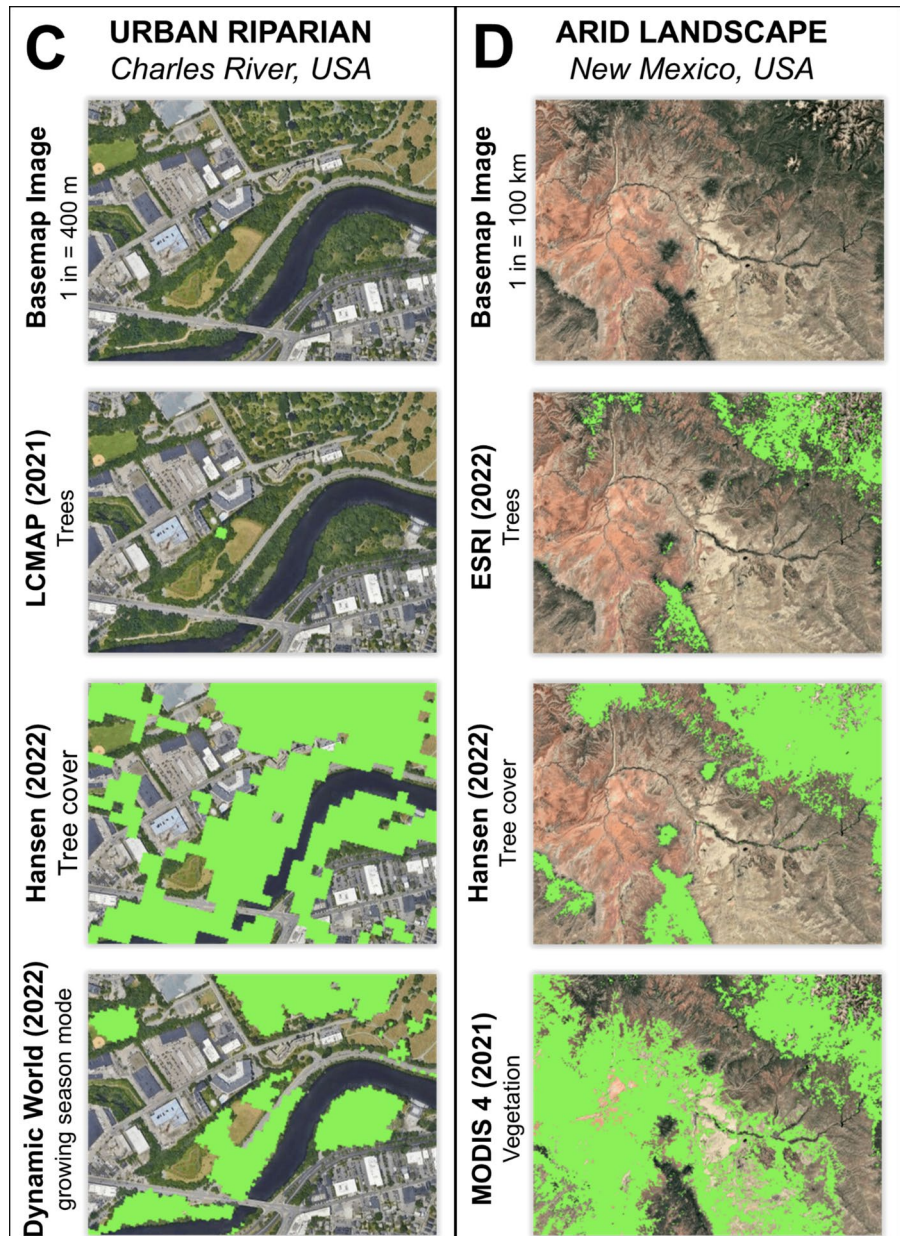 C
URBAN RIPARIAN
Charles River, USA
Basemap Image
1 in = 400 m
LCMAP (2021)
Trees
Hansen (2022)
Tree cover
Dynamic World (2022)
growing season mode
D
ARID LANDSCAPE
New Mexico, USA
Basemap Image
1 in = 100 km
ESRI (2022)
Trees
Hansen (2022)
Tree cover
MODIS 4 (2021)
Vegetation